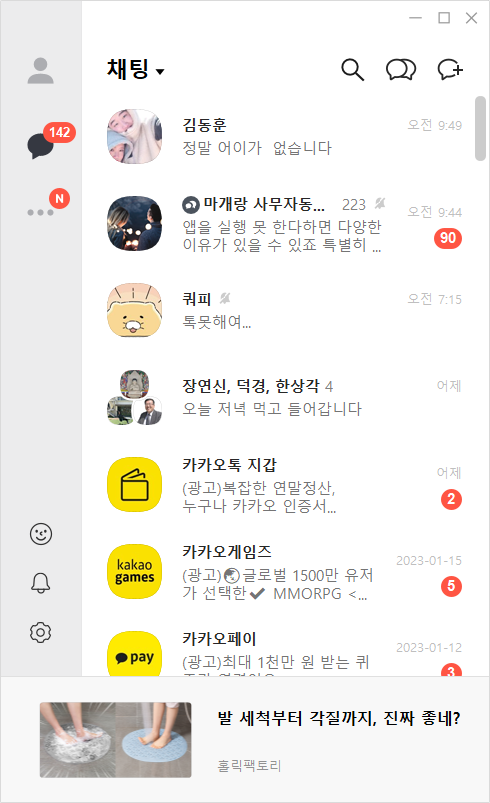 채팅
142
N
김동훈
오전 9:49
정말 어이가 없습니다
마개랑 사무자동... 223
오전 9:44
앱을 실행 못 한다하면 다양한
이유가 있을 수 있죠 특별히 ...
90
쿼피
오전 7:15
톡못해여...
장연신, 덕경, 한상각 4
어제
오늘 저녁 먹고 들어갑니다
카카오톡 지갑
어제
(광고)복잡한 연말정산,
누구나 카카오 인증서...
2
kakao
games
카카오게임즈
2023-01-15
(광고)🌏글로벌 1500만 유저
가 선택한✔ MMORPG <...
5
pay
카카오페이
2023-01-12
(광고)최대 1천만 원 받는 퀴
3
발 세척부터 각질까지, 진짜 좋네?
홀릭팩토리